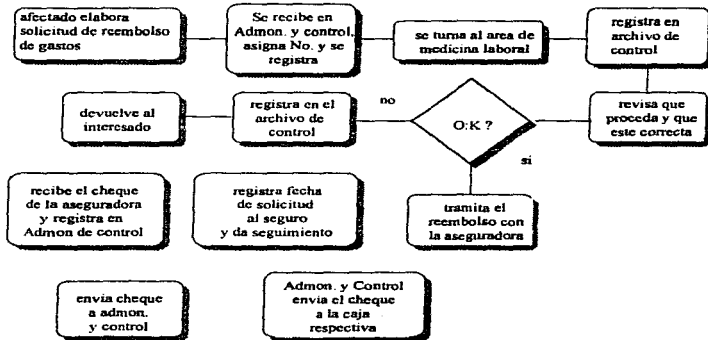 afectado elabora
solicitud de reembolso
de gastos
Se recibe en
Admon. y control,
asigna No. y se
registra
se turna al area de
medicina laboral
registra en
archivo de
control
devuelve al
interesado
registra en el
archivo de
control
no
O:K ?
si
revisa que
proceda y que
este correcta
recibe el cheque
de la aseguradora
y registra en
Admon de control
registra fecha
de solicitud
al seguro
y da seguimiento
tramita el
reembolso con
la aseguradora
envia cheque
a admon.
y control
Admon. y Control
envia el cheque
a la caja
respectiva